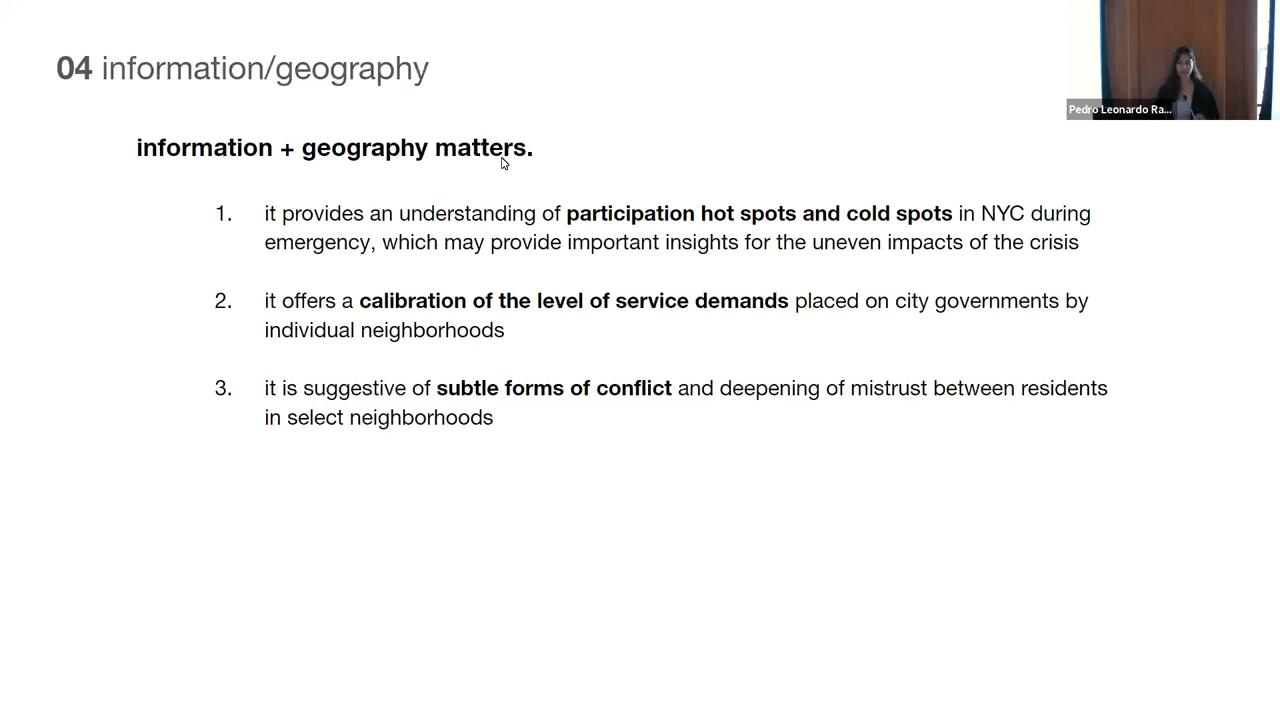 04 information/geography
Pedro Leonardo Ra...
information + geography matters.
1. it provides an understanding of participation hot spots and cold spots in NYC during
emergency, which may provide important insights for the uneven impacts of the crisis
2. it offers a calibration of the level of service demands placed on city governments by
individual neighborhoods
3. it is suggestive of subtle forms of conflict and deepening of mistrust between residents
in select neighborhoods